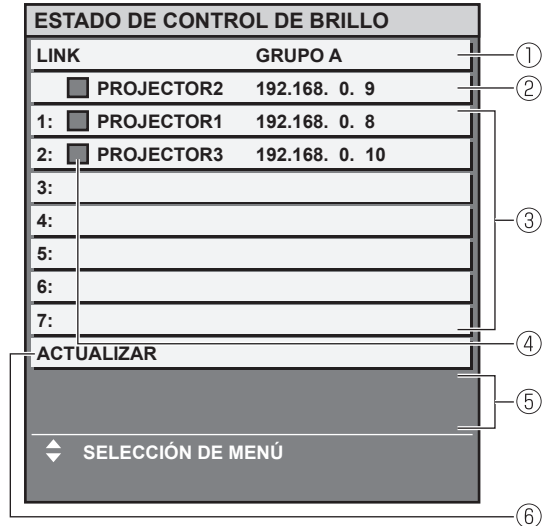 ESTADO DE CONTROL DE BRILLO
LINK GRUPO A ①
PROJECTOR2 192.168. 0. 9 ②
1: PROJECTOR1 192.168. 0. 8
2: PROJECTOR3 192.168. 0. 10
3:
4: ③
5:
6:
7:
ACTUALIZAR ④
⑤
SELECCIÓN DE MENÚ
⑥